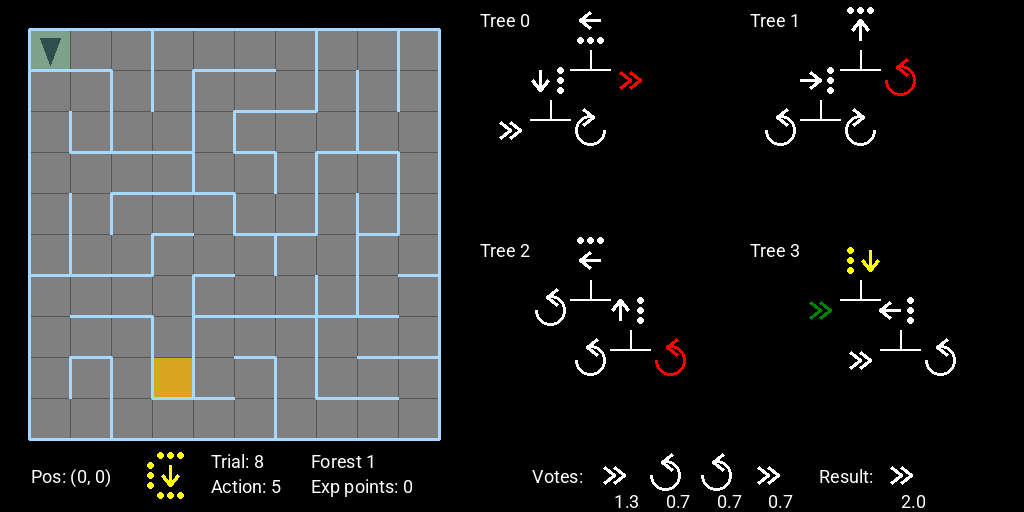 Tree 0
Tree 1
Tree 2
Tree 3
Pos: (0, 0)
Trial: 8
Forest 1
Action: 5
Exp points: 0
Votes:
Result:
1.3
0.7
0.7
0.7
2.0